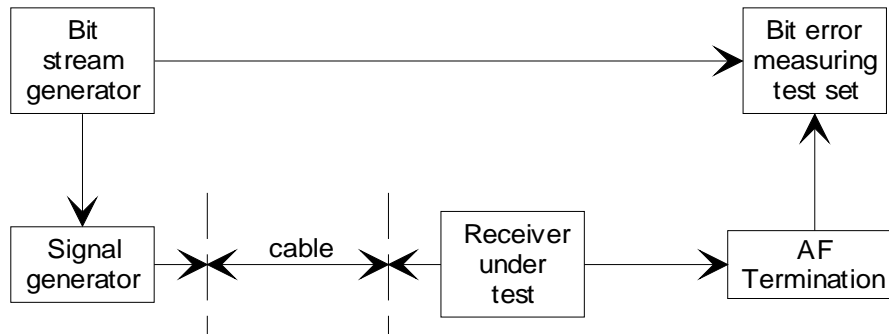 Bit
stream
generator
Bit error
measuring
test set
Signal
generator
cable
Receiver
under
test
AF
Termination